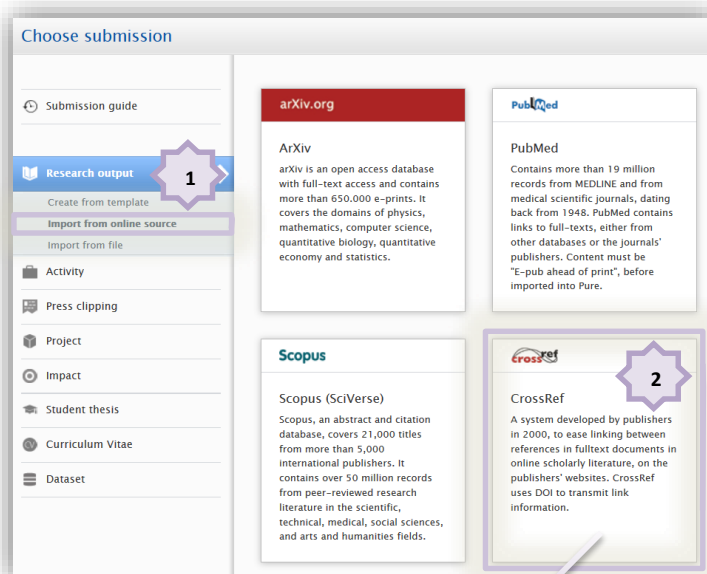 Choose submission
Submission guide
Research output
1
Create from template
Import from online source
Import from file
Activity
Press clipping
Project
Impact
Student thesis
Curriculum Vitae
Dataset
arXiv.org
ArXiv
arXiv is an open access database
with full-text access and contains
more than 650.000 e-prints. It
covers the domains of physics,
mathematics, computer science,
quantitative biology, quantitative
economy and statistics.
PubMed
PubMed
Contains more than 19 million
records from MEDLINE and from
medical scientific journals, dating
back from 1948. PubMed contains
links to full-texts, either from
other databases or the journals'
publishers. Content must be
"E-pub ahead of print", before
imported into Pure.
Scopus
Scopus (SciVerse)
Scopus, an abstract and citation
database, covers 21,000 titles
from more than 5,000
international publishers. It
contains over 50 million records
from peer-reviewed research
literature in the scientific,
technical, medical, social sciences,
and arts and humanities fields.
crossref
2
CrossRef
A system developed by publishers
in 2000, to ease linking between
references in fulltext documents in
online scholarly literature, on the
publishers' websites. CrossRef
uses DOI to transmit link
information.